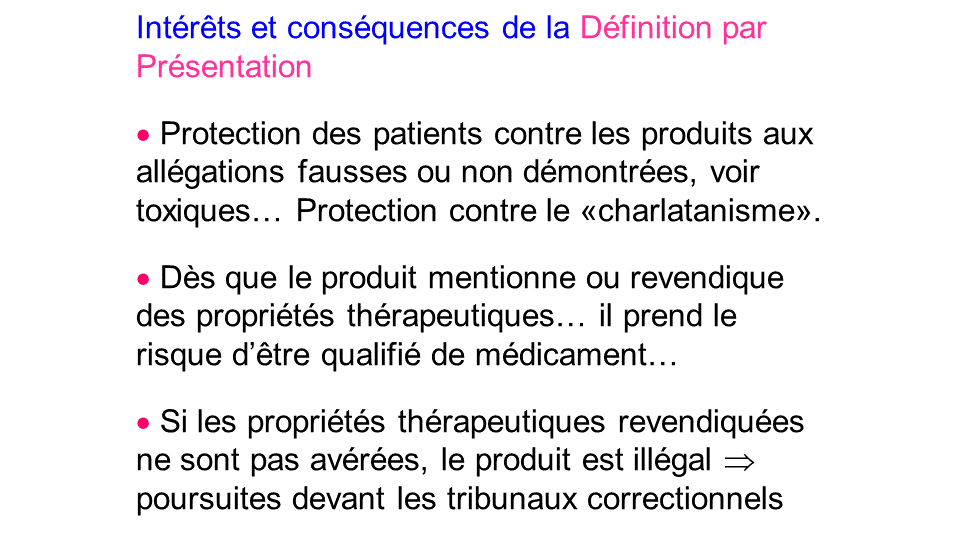 Intérêts et conséquences de la Définition par
Présentation
• Protection des patients contre les produits aux
allégations fausses ou non démontrées, voir
toxiques… Protection contre le «charlatanisme».
• Dès que le produit mentionne ou revendique
des propriétés thérapeutiques… il prend le
risque d’être qualifié de médicament…
• Si les propriétés thérapeutiques revendiquées
ne sont pas avérées, le produit est illégal ⇒
poursuites devant les tribunaux correctionnels